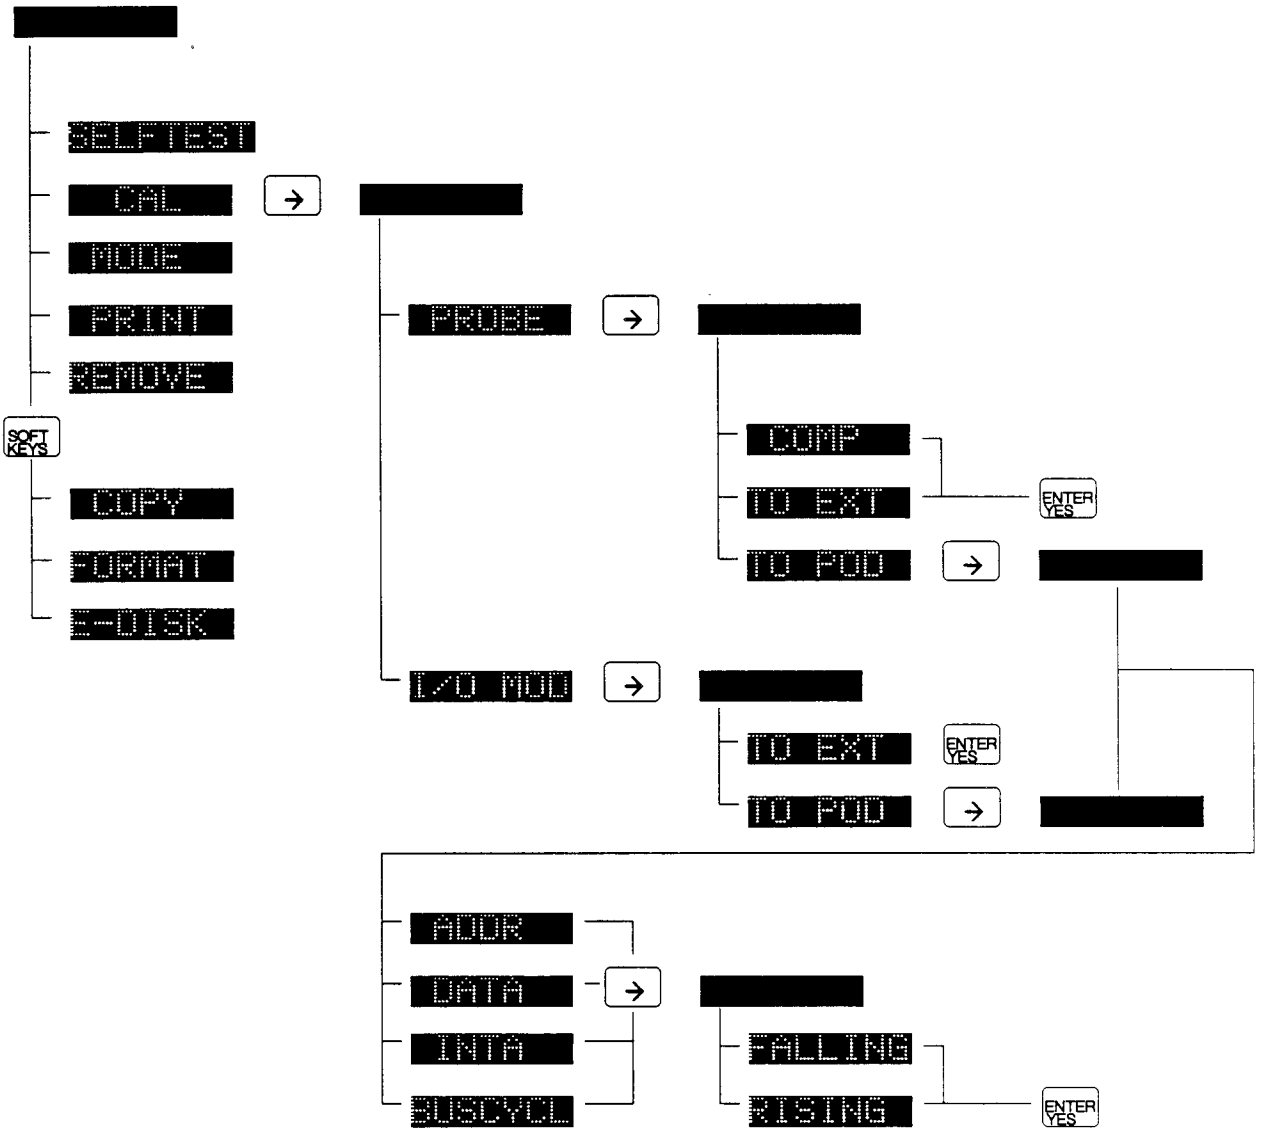 SELFTEST
CAL →
MODE
PRINT
PROBE →
REMOVE
SOFT
KEYS
COMP
COPY
TO EXT
ENTER
YES
FORMAT
TO POD →
E-DISK
I/O MOD →
TO EXT
ENTER
YES
TO POD →
ADDR
DATA →
INTA
FALLING
BUSCYCL
RISING
ENTER
YES